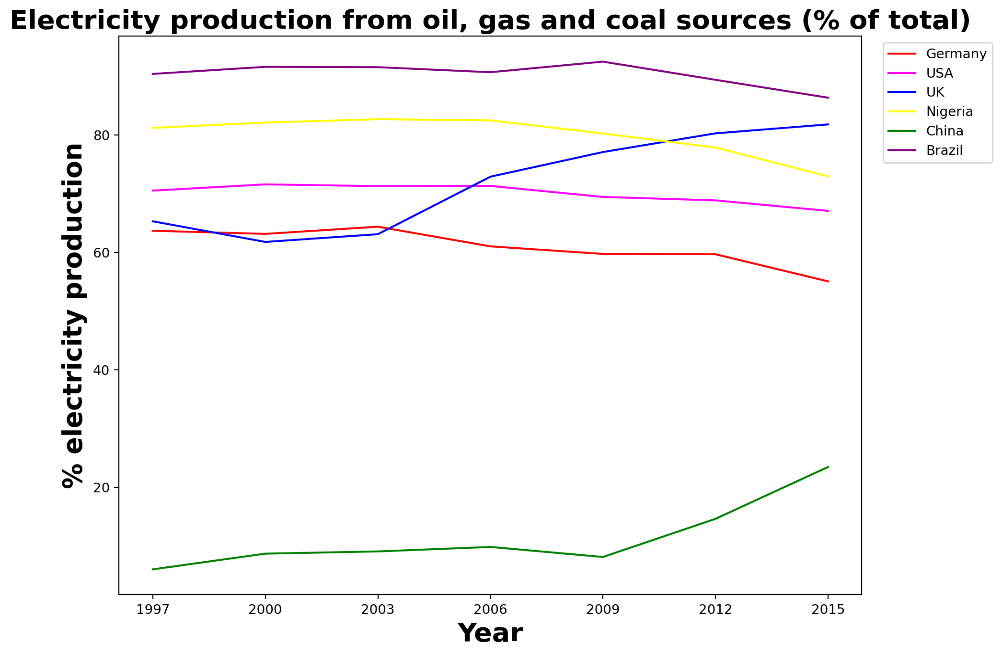 Electricity production from oil, gas and coal sources (% of total)
Germany
USA
UK
Nigeria
China
Brazil
% electricity production
80
60
40
20
1997 2000 2003 2006 2009 2012 2015
Year